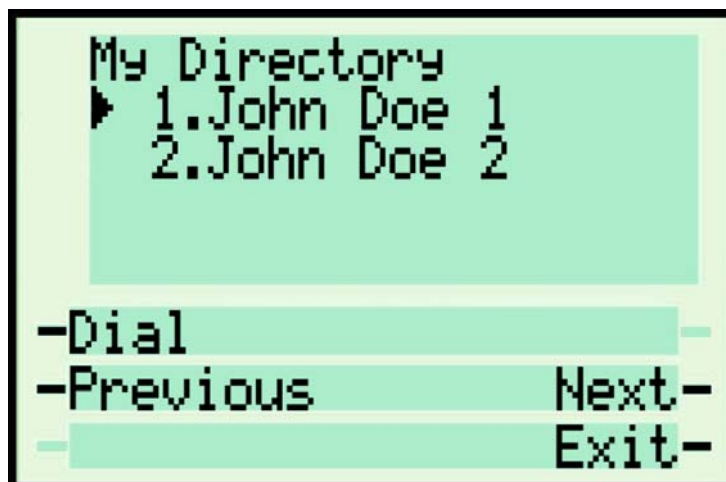 My Directory
1.John Doe 1
2.John Doe 2
Dial
Previous Next
Exit